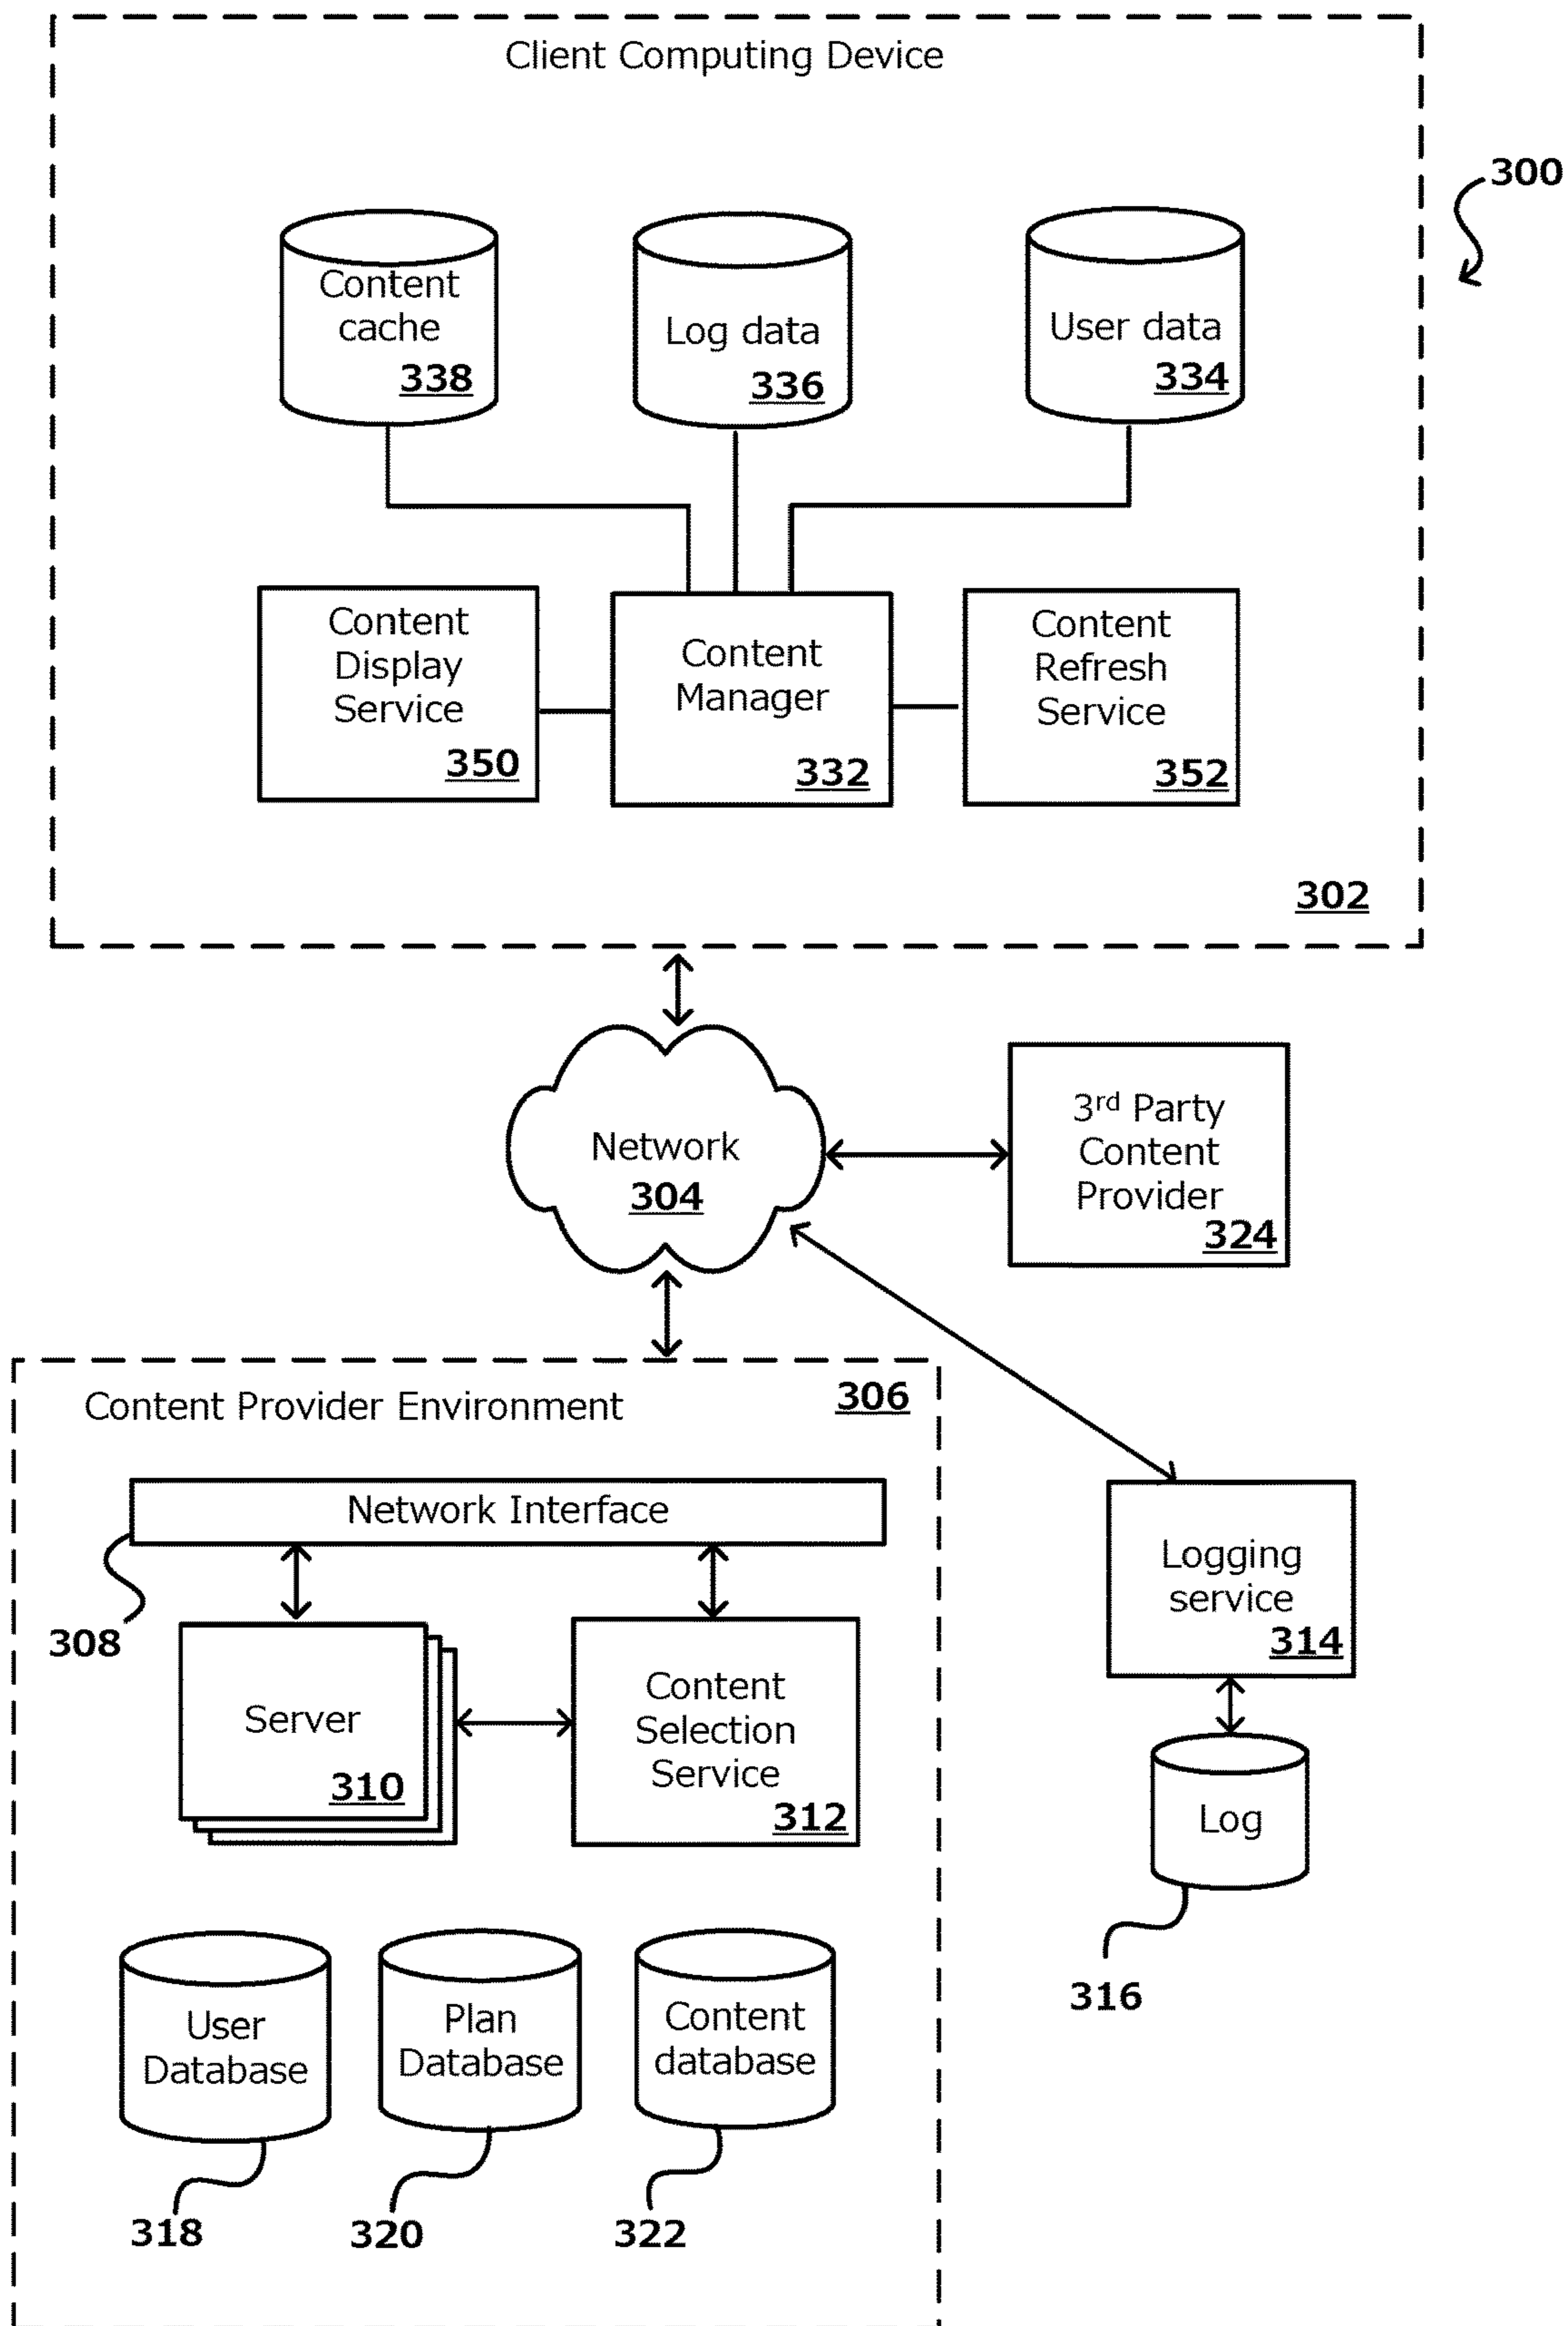 Client Computing Device
300
Content
cache
338
Log data
336
User data
334
Content
Display
Service
350
Content
Manager
332
Content
Refresh
Service
352
302
Network
304
3rd Party
Content
Provider
324
Content Provider Environment
306
Network Interface
308
Server
310
Content
Selection
Service
312
Logging
service
314
Log
316
User
Database
318
Plan
Database
320
Content
database
322